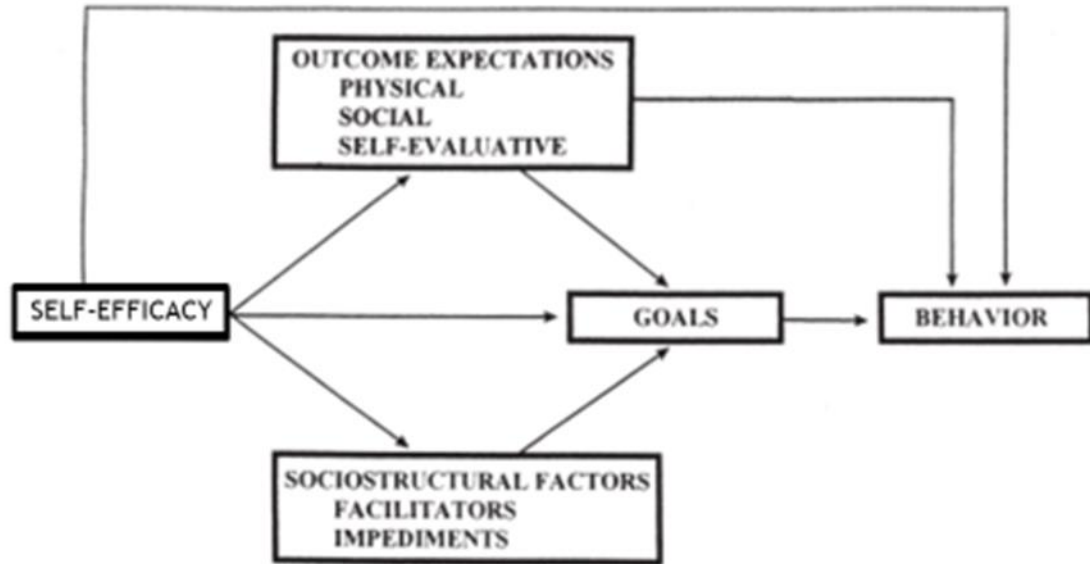 OUTCOME EXPECTATIONS
PHYSICAL
SOCIAL
SELF-EVALUATIVE
SELF-EFFICACY
GOALS
BEHAVIOR
SOCIOSTRUCTURAL FACTORS
FACILITATORS
IMPEDIMENTS